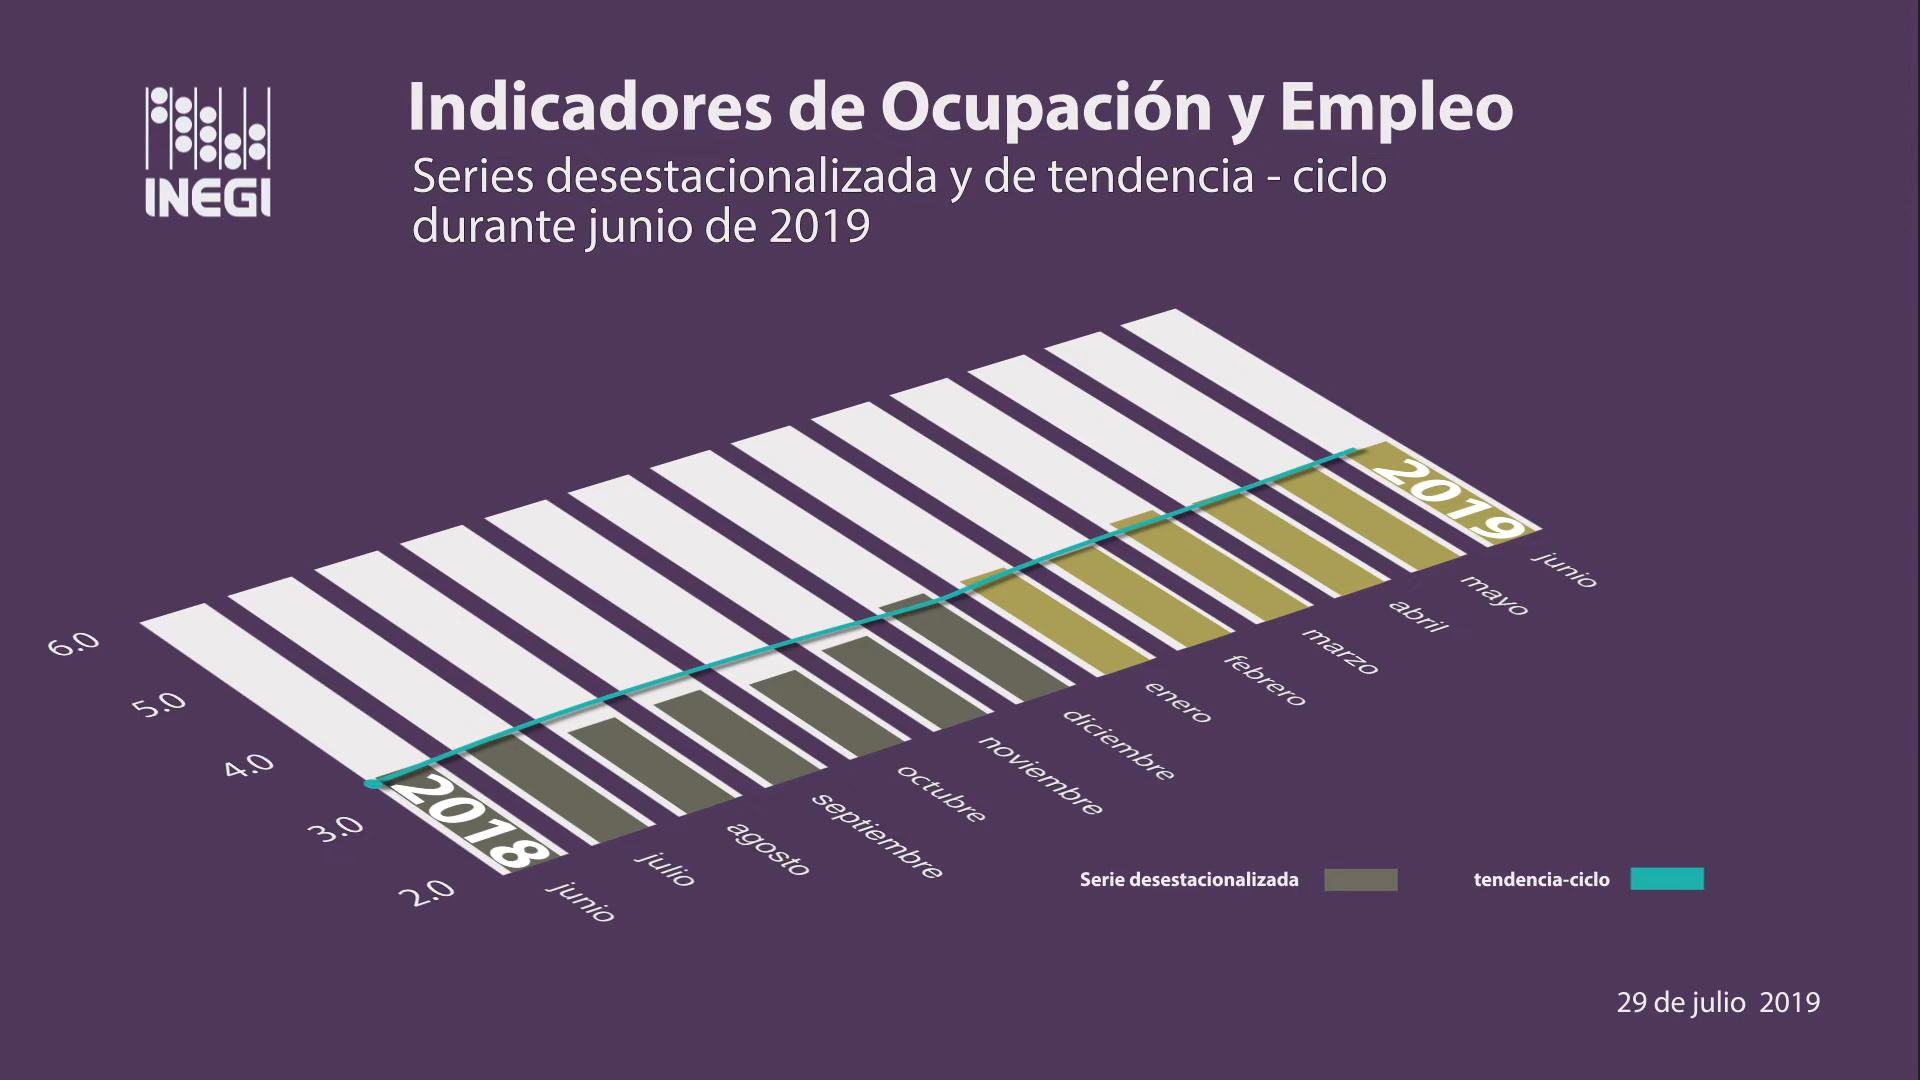 INEGI
Indicadores de Ocupación y Empleo
Series desestacionalizada y de tendencia - ciclo
durante junio de 2019
6.0
5.0
4.0
3.0
2.0
2018
2019
junio
julio
agosto
septiembre
octubre
noviembre
diciembre
enero
febrero
marzo
abril
mayo
junio
Serie desestacionalizada
tendencia-ciclo
29 de julio 2019